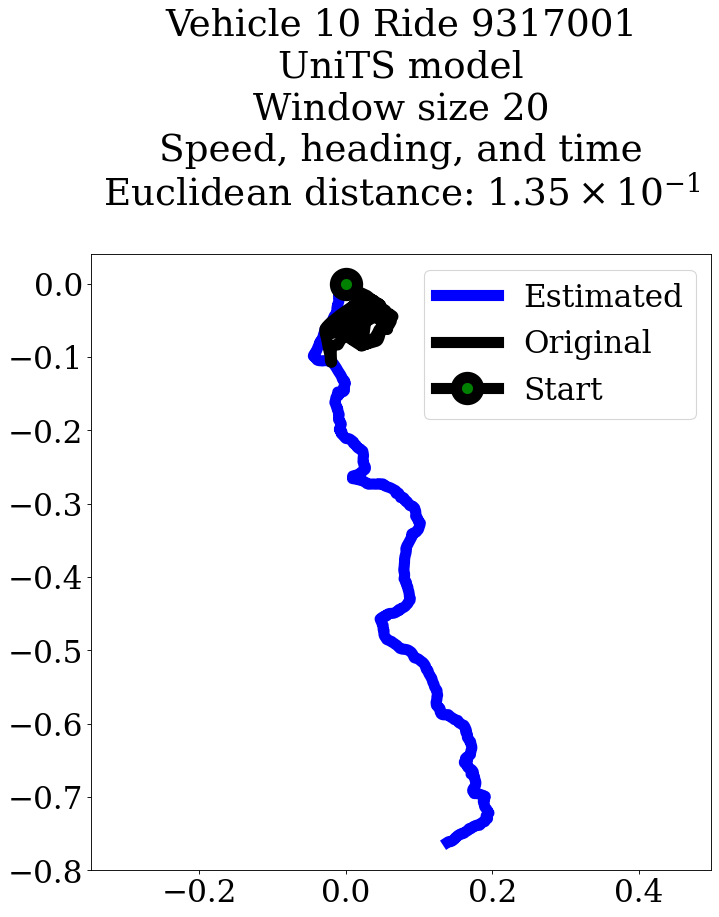 Vehicle 10 Ride 9317001
UniTS model
Window size 20
Speed, heading, and time
Euclidean distance: 1.35 × 10⁻¹
Estimated
Original
Start
0.0
−0.1
−0.2
−0.3
−0.4
−0.5
−0.6
−0.7
−0.8
−0.2 0.0 0.2 0.4